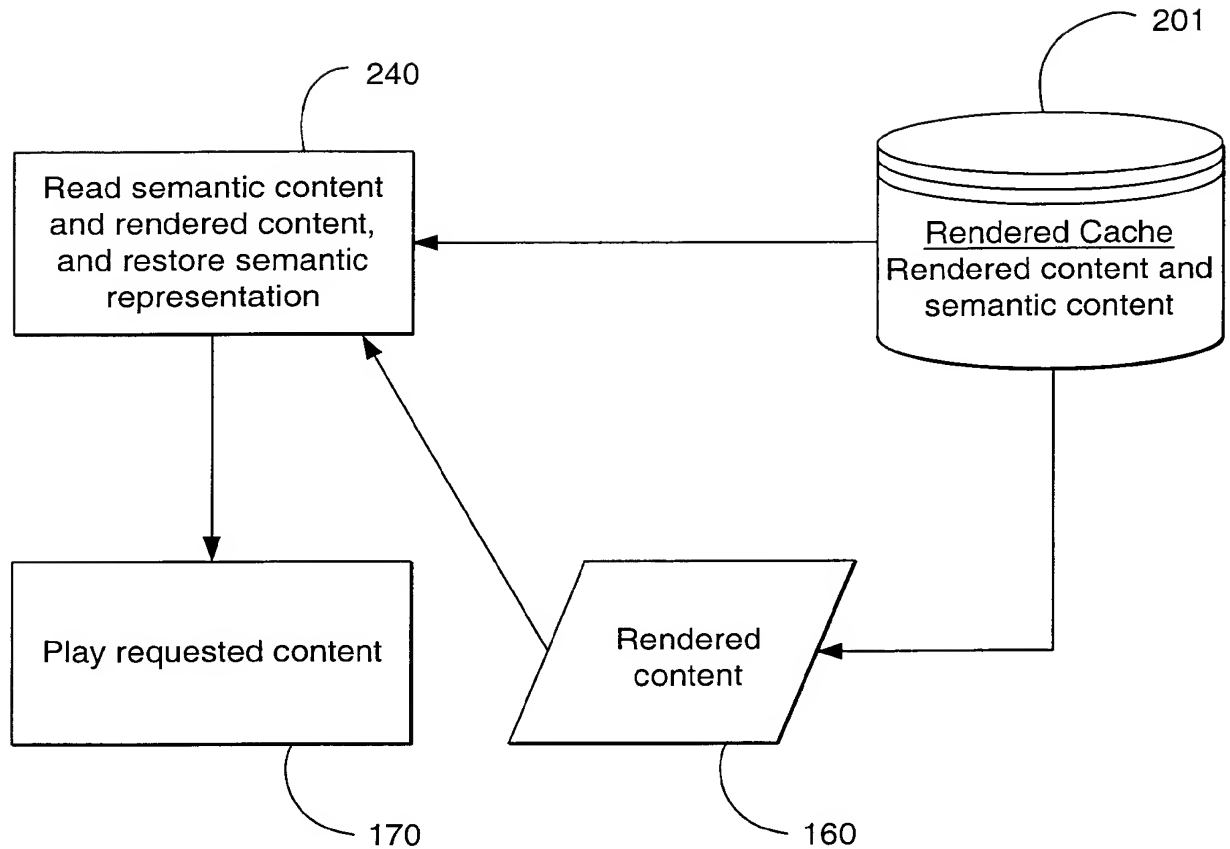 201
240
Read semantic content
and rendered content,
and restore semantic
representation
Rendered Cache
Rendered content and
semantic content
Play requested content
Rendered
content
170
160